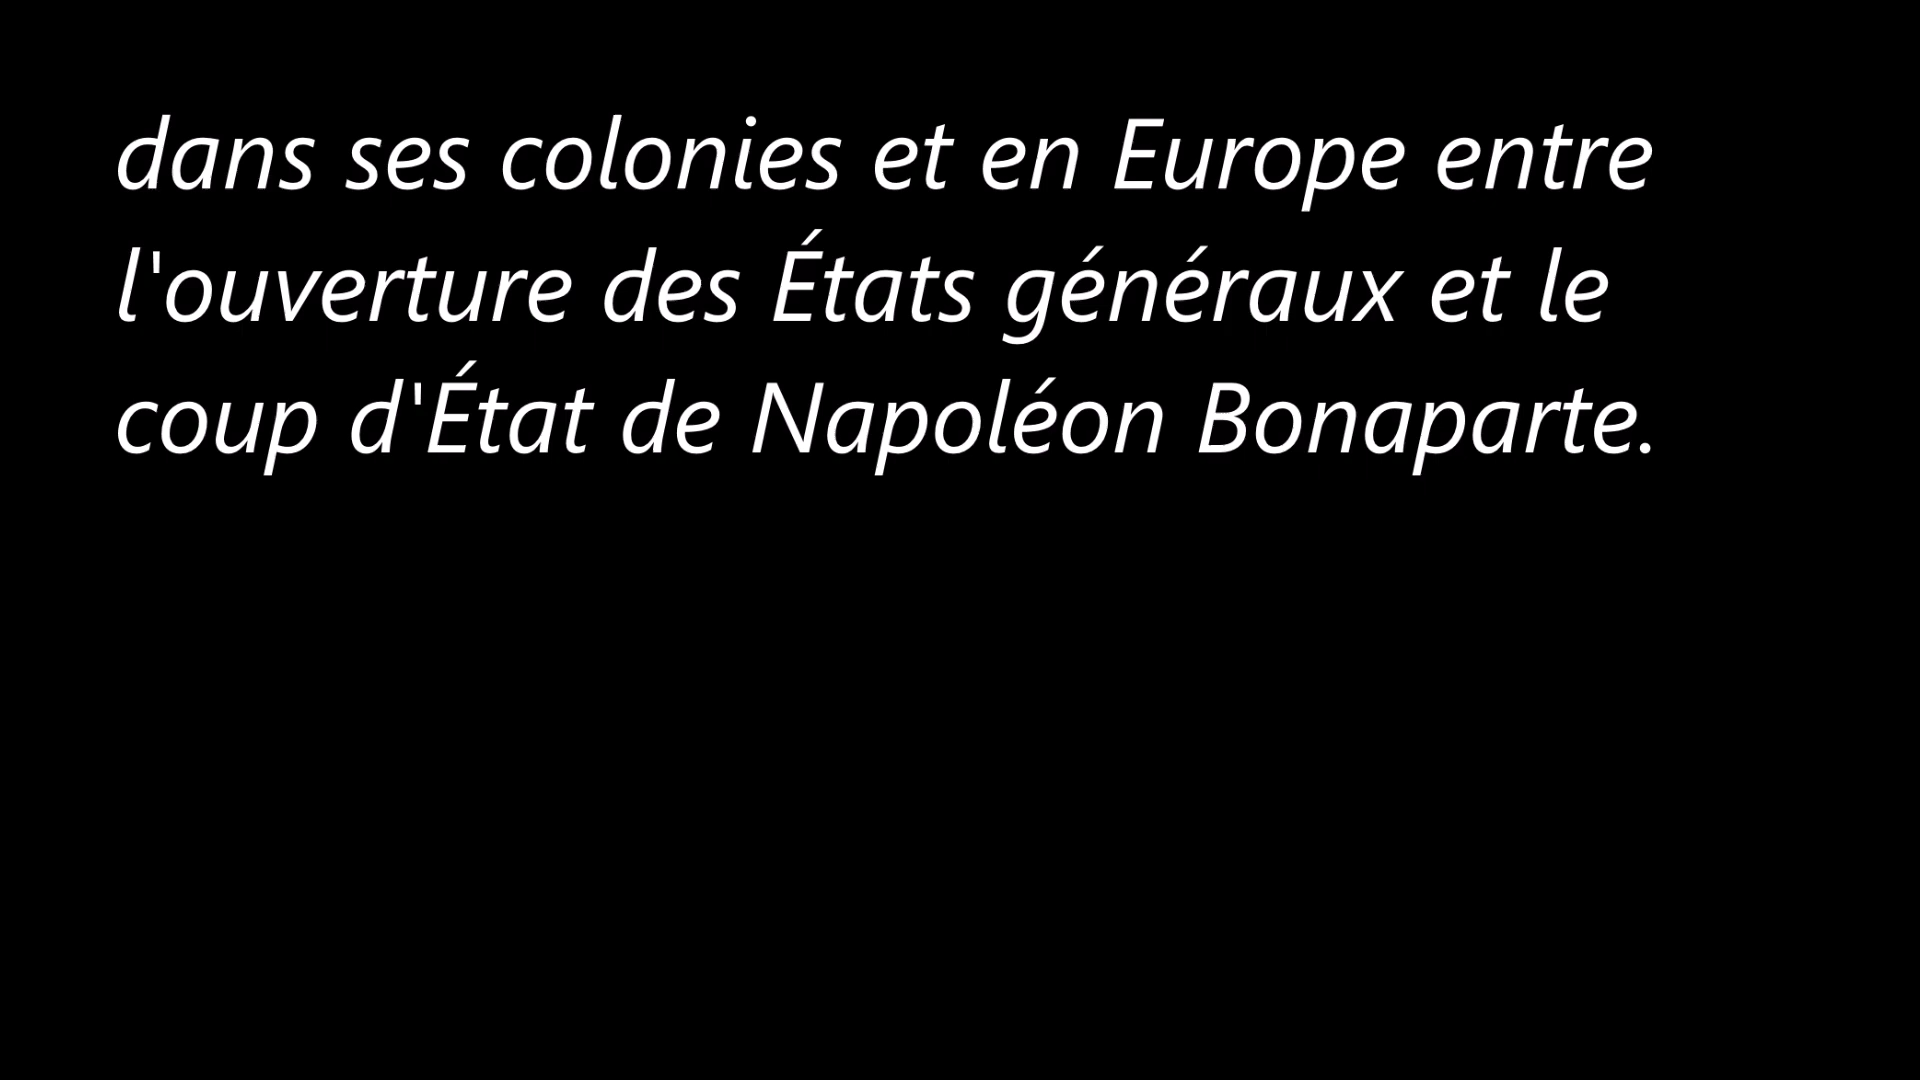 dans ses colonies et en Europe entre
l'ouverture des États généraux et le
coup d'État de Napoléon Bonaparte.